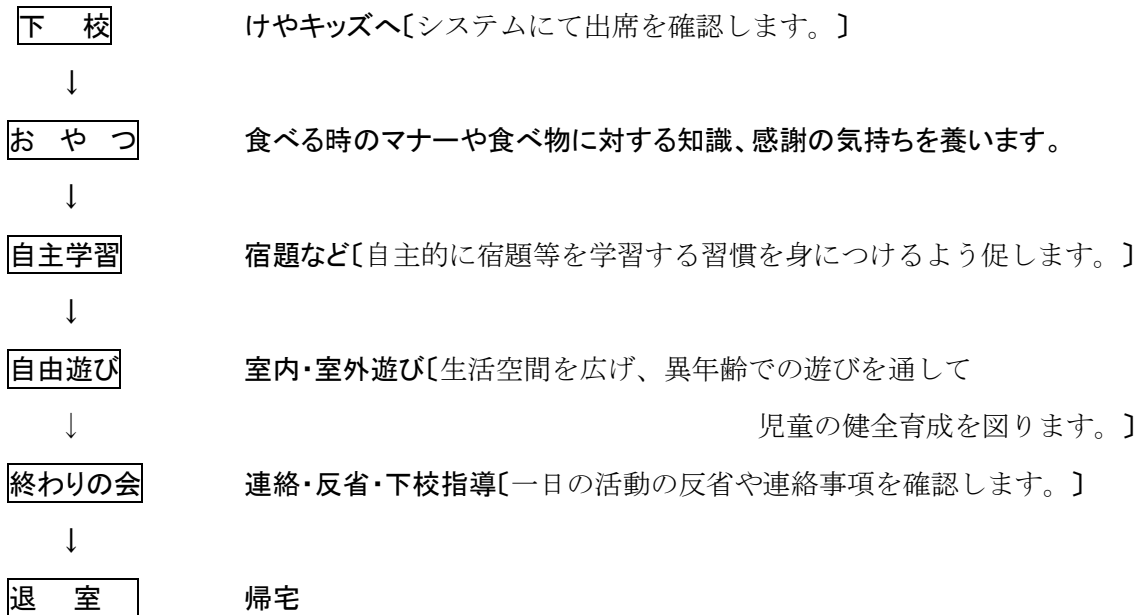 下　校　けやキッズへ〔システムにて出席を確認します。〕
↓
お　や　つ　食べる時のマナーや食べ物に対する知識、感謝の気持ちを養います。
↓
自主学習　宿題など〔自主的に宿題等を学習する習慣を身につけるよう促します。〕
↓
自由遊び　室内・室外遊び〔生活空間を広げ、異年齢での遊びを通して
↓　児童の健全育成を図ります。〕
終わりの会　連絡・反省・下校指導〔一日の活動の反省や連絡事項を確認します。〕
↓
退　室　帰宅